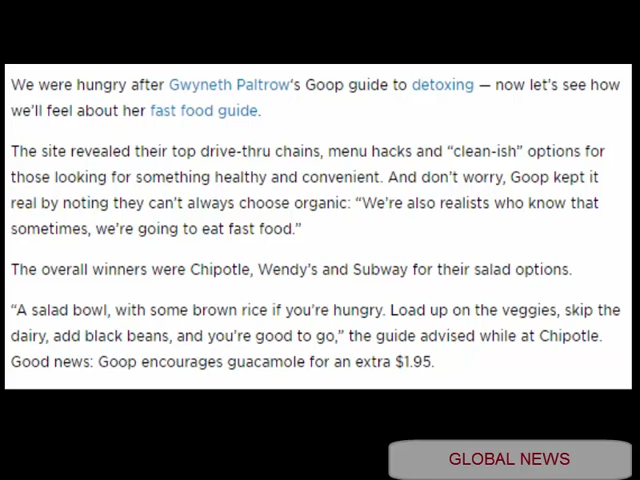 We were hungry after Gwyneth Paltrow's Goop guide to detoxing — now let's see how
we'll feel about her fast food guide.
The site revealed their top drive-thru chains, menu hacks and “clean-ish” options for
those looking for something healthy and convenient. And don't worry, Goop kept it
real by noting they can't always choose organic: “We're also realists who know that
sometimes, we're going to eat fast food.”
The overall winners were Chipotle, Wendy's and Subway for their salad options.
“A salad bowl, with some brown rice if you're hungry. Load up on the veggies, skip the
dairy, add black beans, and you're good to go,” the guide advised while at Chipotle.
Good news: Goop encourages guacamole for an extra $1.95.
GLOBAL NEWS